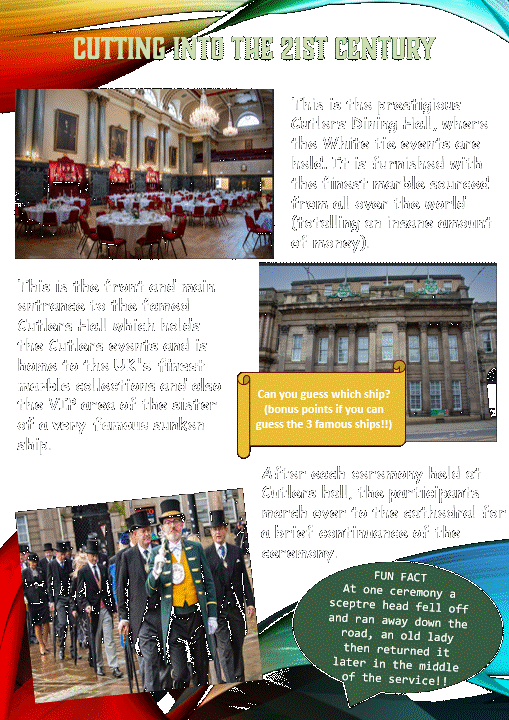 CUTTING INTO THE 21ST CENTURY
This is the prestigious
Cutlers Dining Hall, where
the White tie events are
held. It is furnished with
the finest marble sourced
from all over the world
(totalling an insane amount
of money).
This is the front and main
entrance to the famed
Cutlers Hall which holds
the Cutlers events and is
home to the UK's finest
marble collections and also
the VIP area of the sister
of a very famous sunken
ship.
Can you guess which ship?
(bonus points if you can
guess the 3 famous ships!!)
After each ceremony held at
Cutlers hall, the participants
march over to the cathedral for
a brief continuance of the
ceremony.
FUN FACT
At one ceremony a
sceptre head fell off
and ran away down the
road, an old lady
then returned it
later in the middle
of the service!!